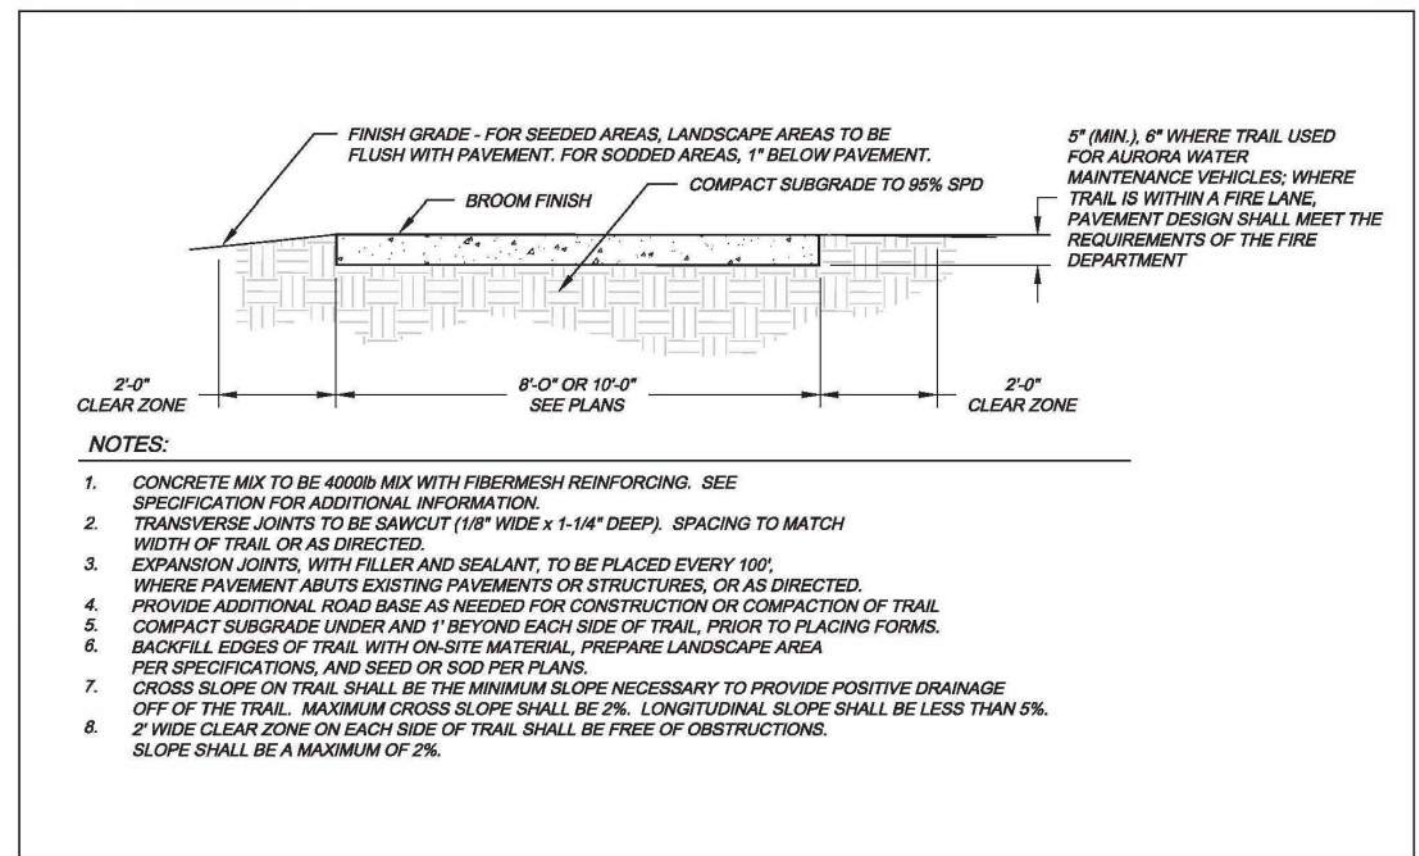 FINISH GRADE - FOR SEEDED AREAS, LANDSCAPE AREAS TO BE
FLUSH WITH PAVEMENT. FOR SODDED AREAS, 1" BELOW PAVEMENT.
COMPACT SUBGRADE TO 95% SPD
BROOM FINISH
5" (MIN.), 6" WHERE TRAIL USED
FOR AURORA WATER
MAINTENANCE VEHICLES; WHERE
TRAIL IS WITHIN A FIRE LANE,
PAVEMENT DESIGN SHALL MEET THE
REQUIREMENTS OF THE FIRE
DEPARTMENT
2'-0"
CLEAR ZONE
8'-O" OR 10'-0"
SEE PLANS
2'-0"
CLEAR ZONE
NOTES:
1. CONCRETE MIX TO BE 4000lb MIX WITH FIBERMESH REINFORCING. SEE
SPECIFICATION FOR ADDITIONAL INFORMATION.
2. TRANSVERSE JOINTS TO BE SAWCUT (1/8" WIDE x 1-1/4" DEEP). SPACING TO MATCH
WIDTH OF TRAIL OR AS DIRECTED.
3. EXPANSION JOINTS, WITH FILLER AND SEALANT, TO BE PLACED EVERY 100',
WHERE PAVEMENT ABUTS EXISTING PAVEMENTS OR STRUCTURES, OR AS DIRECTED.
4. PROVIDE ADDITIONAL ROAD BASE AS NEEDED FOR CONSTRUCTION OR COMPACTION OF TRAIL
5. COMPACT SUBGRADE UNDER AND 1' BEYOND EACH SIDE OF TRAIL, PRIOR TO PLACING FORMS.
6. BACKFILL EDGES OF TRAIL WITH ON-SITE MATERIAL, PREPARE LANDSCAPE AREA
PER SPECIFICATIONS, AND SEED OR SOD PER PLANS.
7. CROSS SLOPE ON TRAIL SHALL BE THE MINIMUM SLOPE NECESSARY TO PROVIDE POSITIVE DRAINAGE
OFF OF THE TRAIL. MAXIMUM CROSS SLOPE SHALL BE 2%. LONGITUDINAL SLOPE SHALL BE LESS THAN 5%.
8. 2' WIDE CLEAR ZONE ON EACH SIDE OF TRAIL SHALL BE FREE OF OBSTRUCTIONS.
SLOPE SHALL BE A MAXIMUM OF 2%.